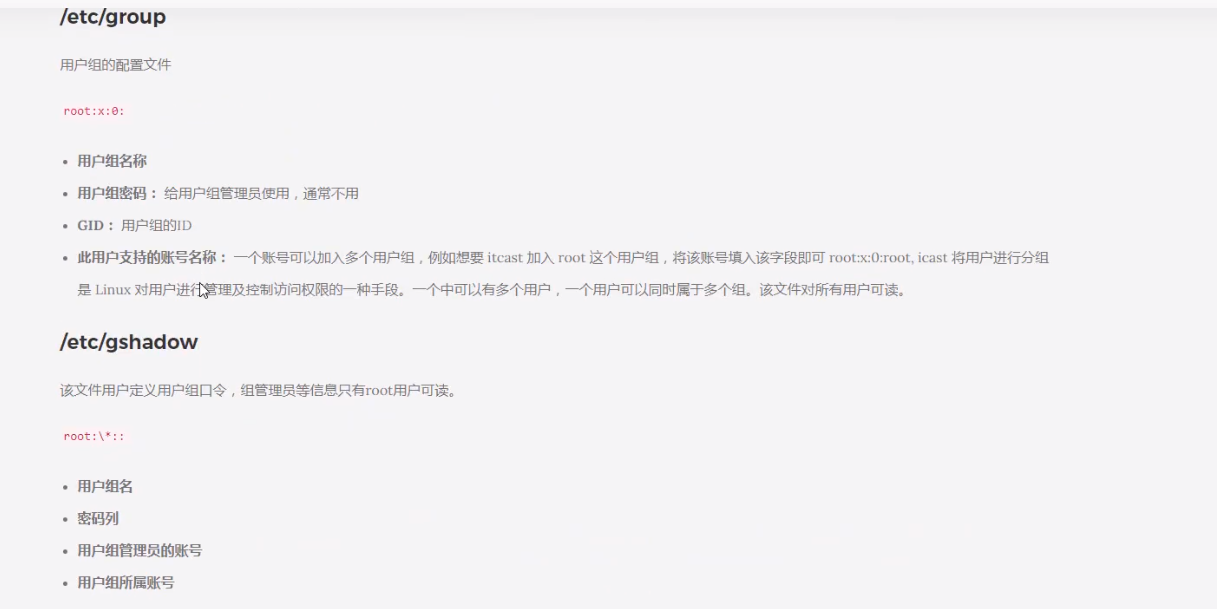 /etc/group
用户组的配置文件
root:x:0:
用户组名称
用户组密码： 给用户组管理员使用，通常不用
GID： 用户组的ID
此用户支持的账号名称： 一个账号可以加入多个用户组，例如想要 itcast 加入 root 这个用户组，将该账号填入该字段即可 root:x:0:root, icast 将用户进行分组
是 Linux 对用户进行管理及控制访问权限的一种手段。一个中可以有多个用户，一个用户可以同时属于多个组。该文件对所有用户可读。
/etc/gshadow
该文件用户定义用户组口令，组管理员等信息只有root用户可读。
root:\*::
用户组名
密码列
用户组管理员的账号
用户组所属账号